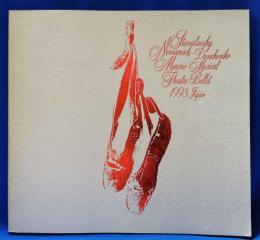 Stanislavsky
Nemirovich-Danchenko
Moscow Musical
Theatre Ballet
1993 Japan